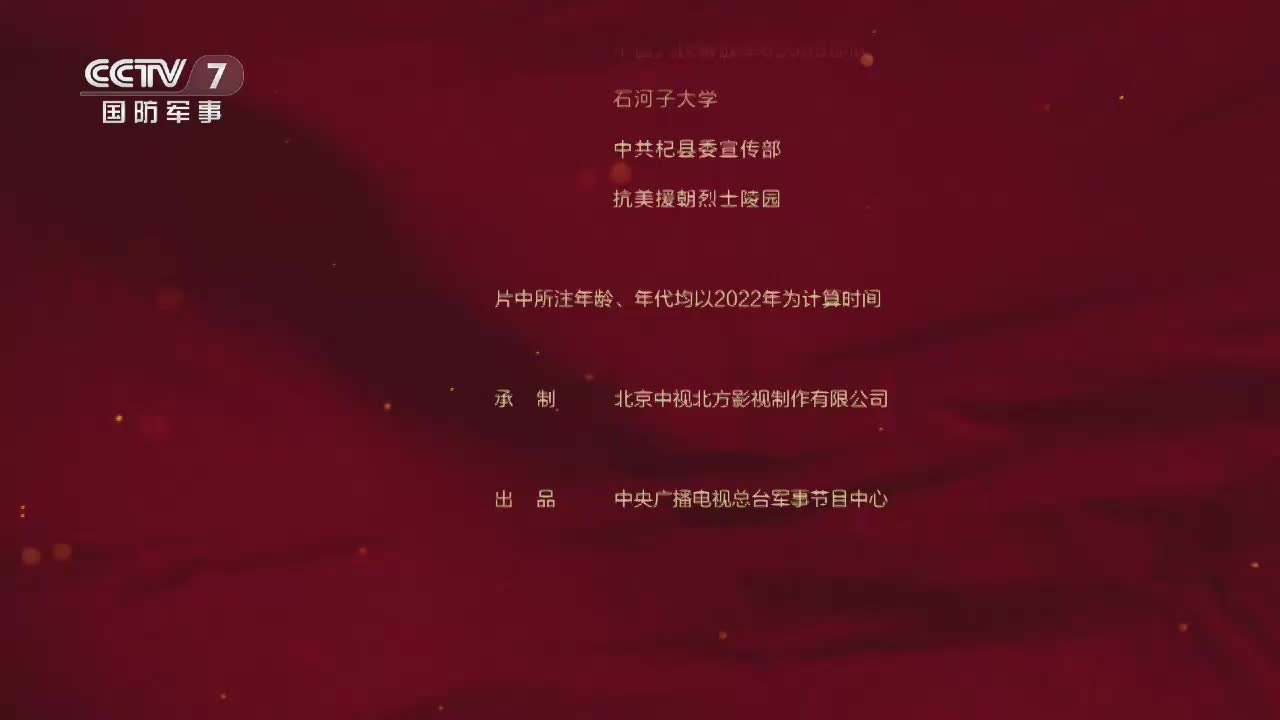 CCTV 7
国防军事
石河子大学
中共杞县委宣传部
抗美援朝烈士陵园
片中所注年龄、年代均以2022年为计算时间
承 制 北京中视北方影视制作有限公司
出 品 中央广播电视总台军事节目中心